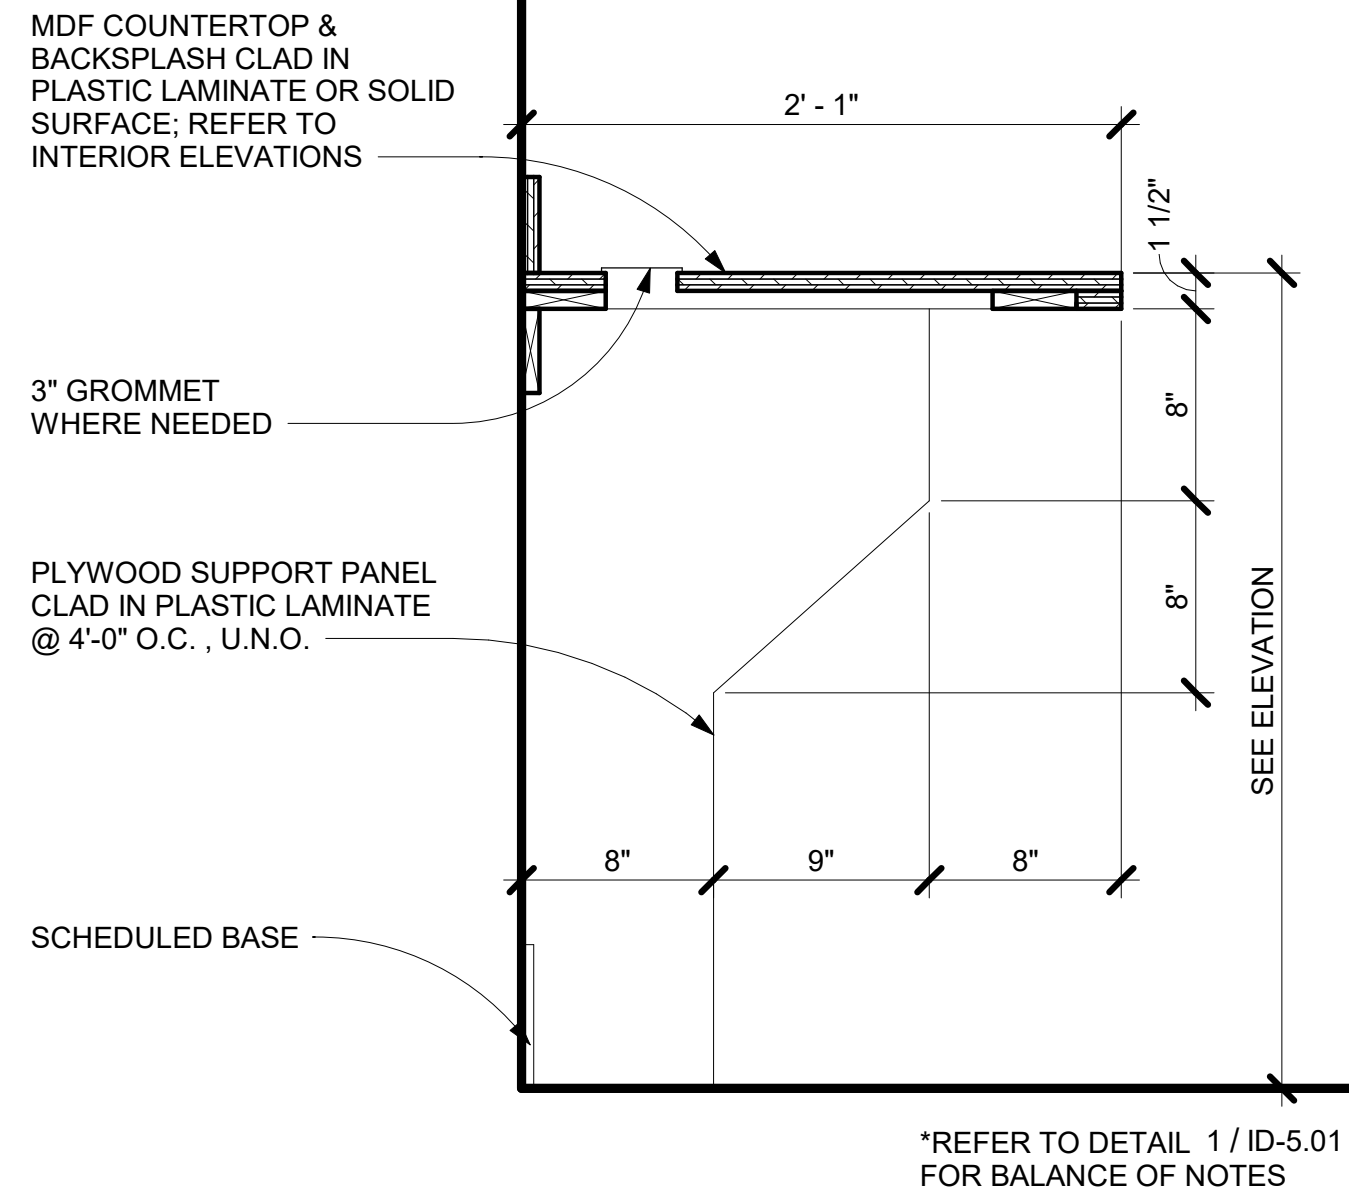 MDF COUNTERTOP &
BACKSPLASH CLAD IN
PLASTIC LAMINATE OR SOLID
SURFACE; REFER TO
INTERIOR ELEVATIONS
2' - 1"
1 1/2"
3" GROMMET
WHERE NEEDED
8"
PLYWOOD SUPPORT PANEL
CLAD IN PLASTIC LAMINATE
@ 4'-0" O.C. , U.N.O.
8"
SEE ELEVATION
8"
9"
8"
SCHEDULED BASE
*REFER TO DETAIL 1 / ID-5.01
FOR BALANCE OF NOTES